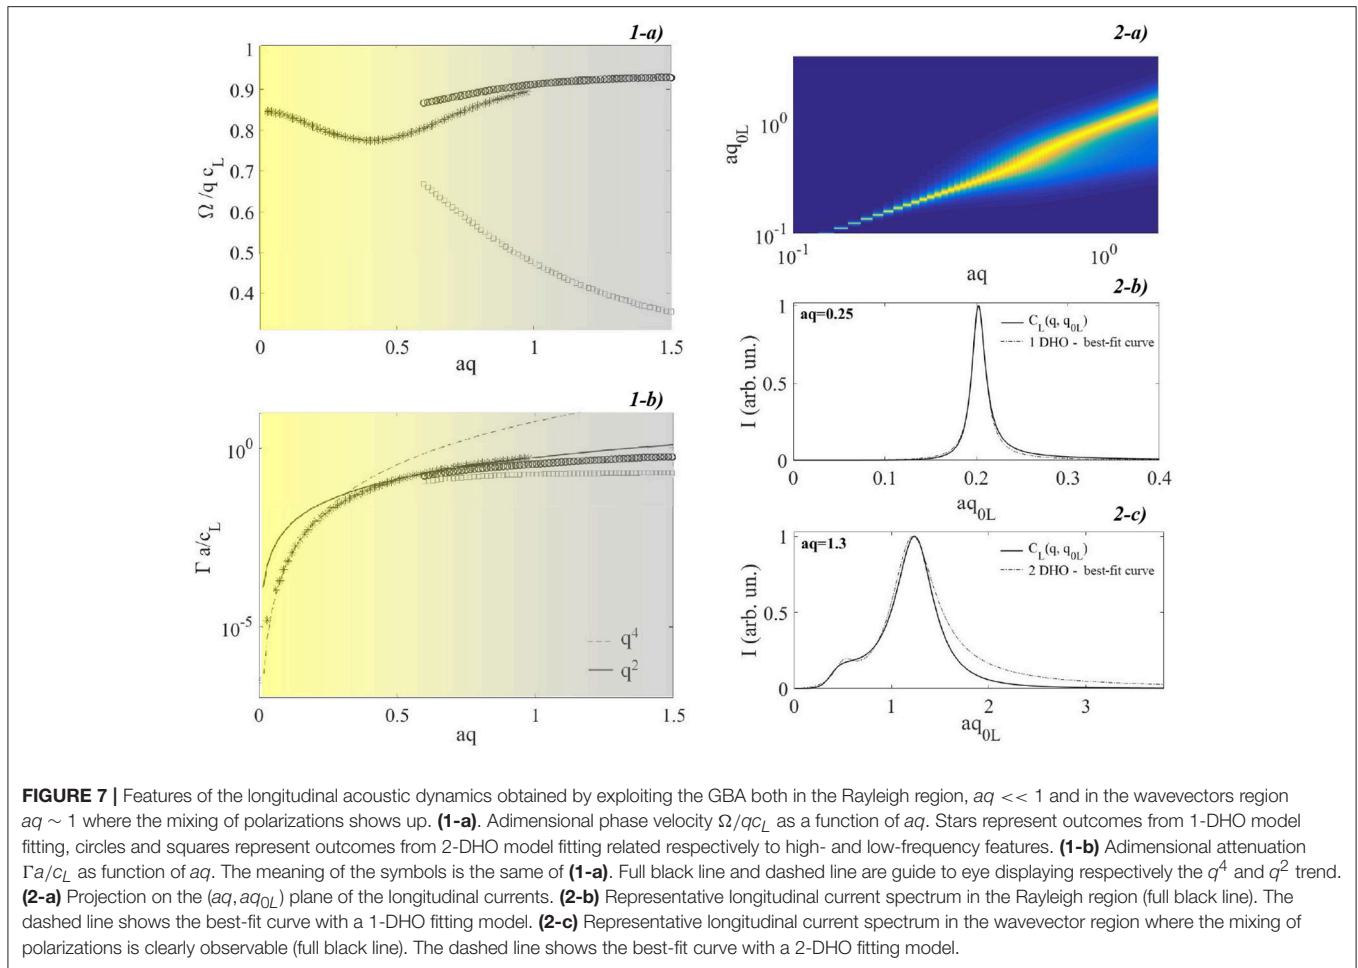 1-a)
1
0.9
0.8
0.7
0.6
0.5
0.4
Ω /q c_L
0
0.5
1
1.5
aq
1-b)
10^0
10^-5
Γ a/c_L
q^4
q^2
0
0.5
1
1.5
aq
2-a)
10^0
10^-1
aq_0L
10^-1
10^0
aq
2-b)
aq=0.25
C_L(q, q_0L)
1 DHO - best-fit curve
1
0.5
0
I (arb. un.)
0
0.1
0.2
0.3
0.4
aq_0L
2-c)
aq=1.3
C_L(q, q_0L)
2 DHO - best-fit curve
1
0.5
0
I (arb. un.)
0
1
2
3
aq_0L
FIGURE 7 | Features of the longitudinal acoustic dynamics obtained by exploiting the GBA both in the Rayleigh region, aq << 1 and in the wavevectors region
aq ∼ 1 where the mixing of polarizations shows up. (1-a). Adimensional phase velocity Ω/qc_L as a function of aq. Stars represent outcomes from 1-DHO model
fitting, circles and squares represent outcomes from 2-DHO model fitting related respectively to high- and low-frequency features. (1-b) Adimensional attenuation
Γa/c_L as function of aq. The meaning of the symbols is the same of (1-a). Full black line and dashed line are guide to eye displaying respectively the q^4 and q^2 trend.
(2-a) Projection on the (aq, aq_0L) plane of the longitudinal currents. (2-b) Representative longitudinal current spectrum in the Rayleigh region (full black line). The
dashed line shows the best-fit curve with a 1-DHO fitting model. (2-c) Representative longitudinal current spectrum in the wavevector region where the mixing of
polarizations is clearly observable (full black line). The dashed line shows the best-fit curve with a 2-DHO fitting model.